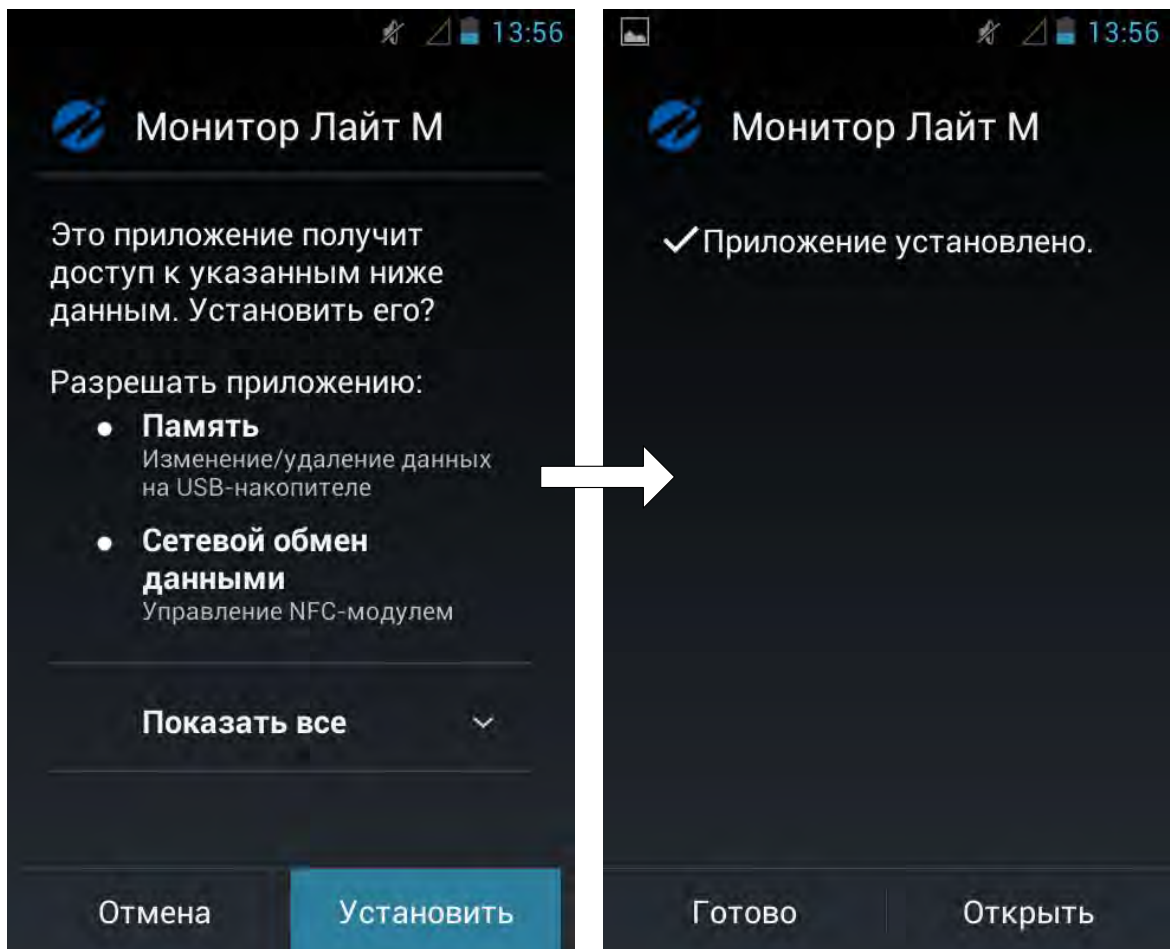 13:56
Монитор Лайт М
Это приложение получит
доступ к указанным ниже
данным. Установить его?
Разрешать приложению:
Память
Изменение/удаление данных
на USB-накопителе
Сетевой обмен
данными
Управление NFC-модулем
Показать все
Отмена
Установить
13:56
Монитор Лайт М
Приложение установлено.
Готово
Открыть